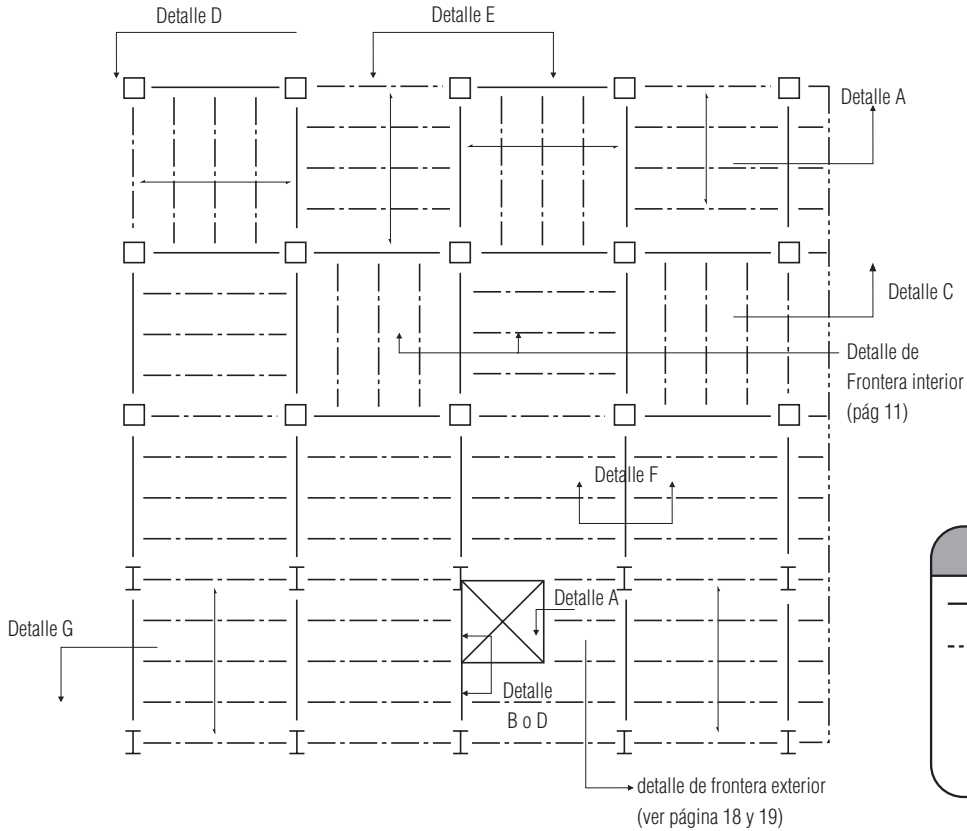 Detalle D
Detalle E
Detalle A
Detalle C
Detalle de
Frontera interior
(pág 11)
Detalle F
Detalle A
Detalle G
Detalle
B o D
detalle de frontera exterior
(ver página 18 y 19)